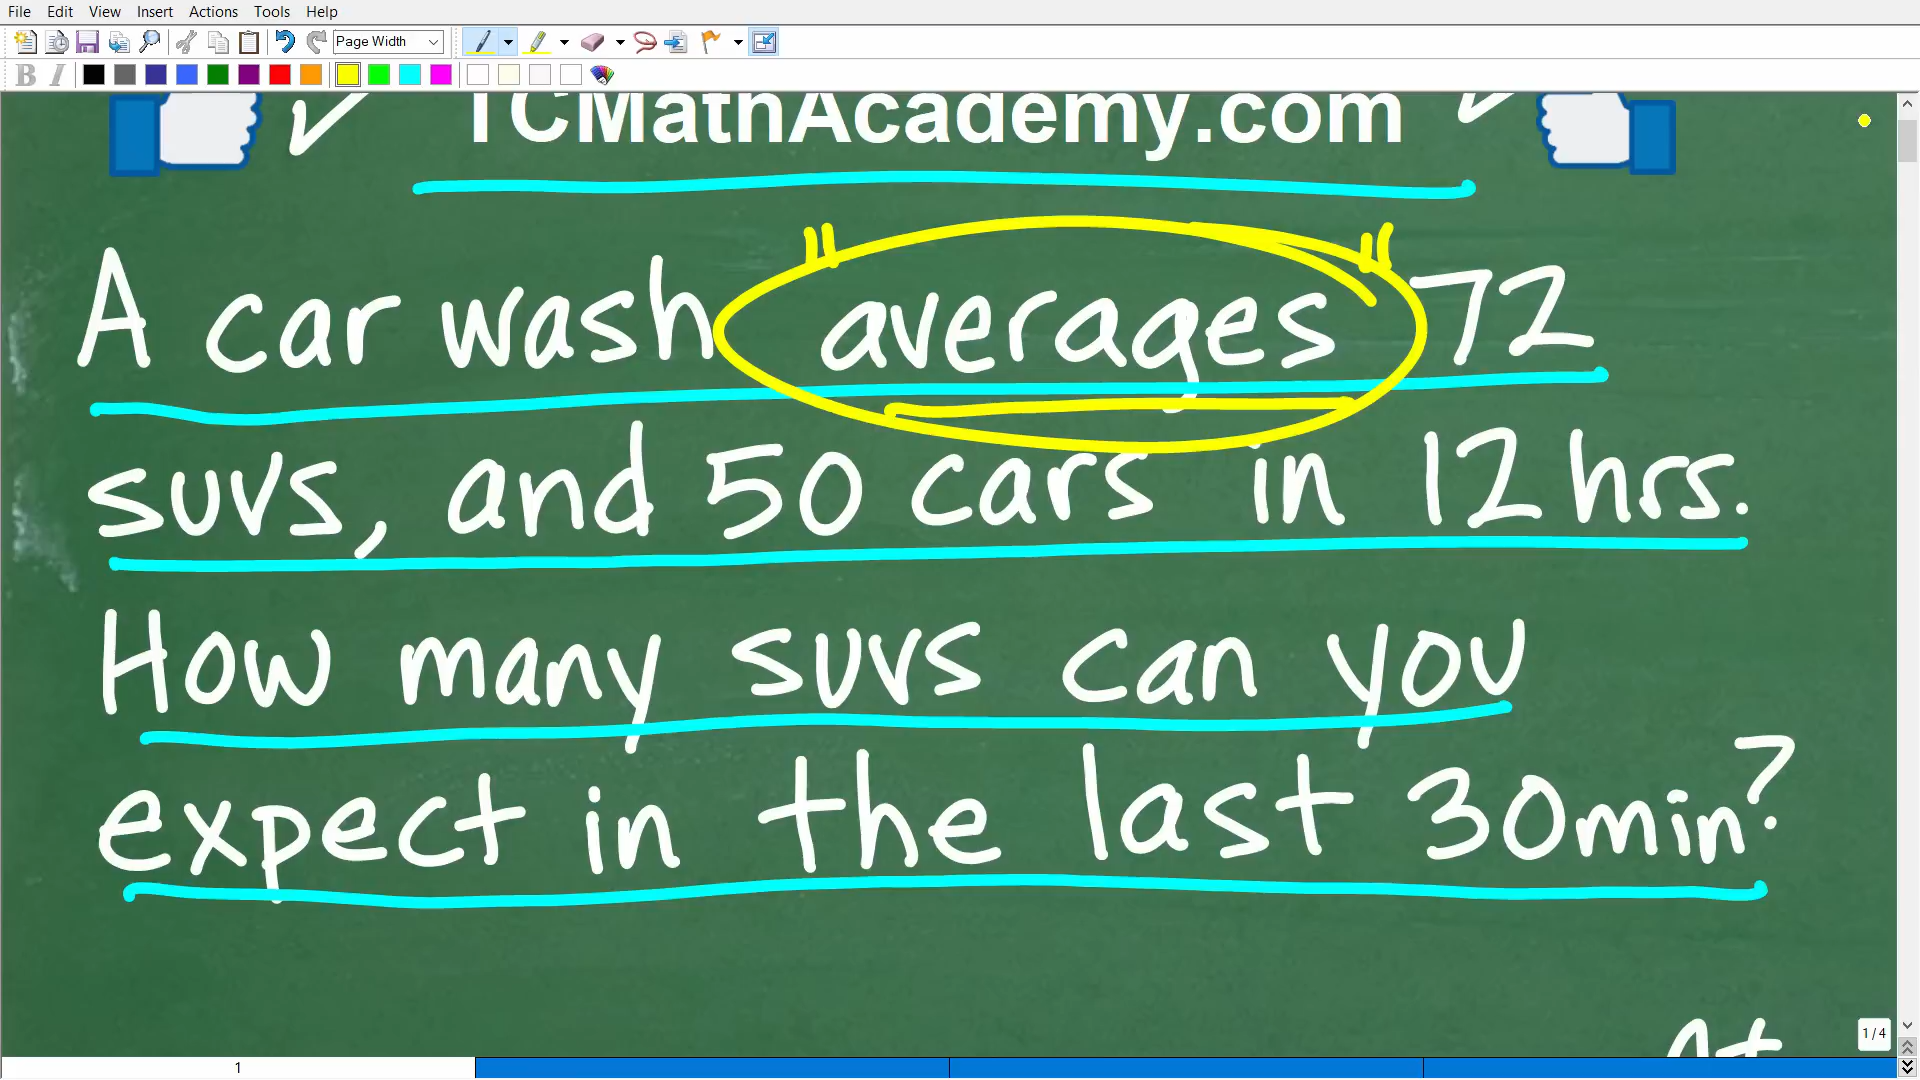 File Edit View Insert Actions Tools Help
Page Width
B I
TCMathAcademy.com
A car wash "averages" 72
suvs, and 50 cars in 12 hrs.
How many suvs can you
expect in the last 30min?
1/4
1